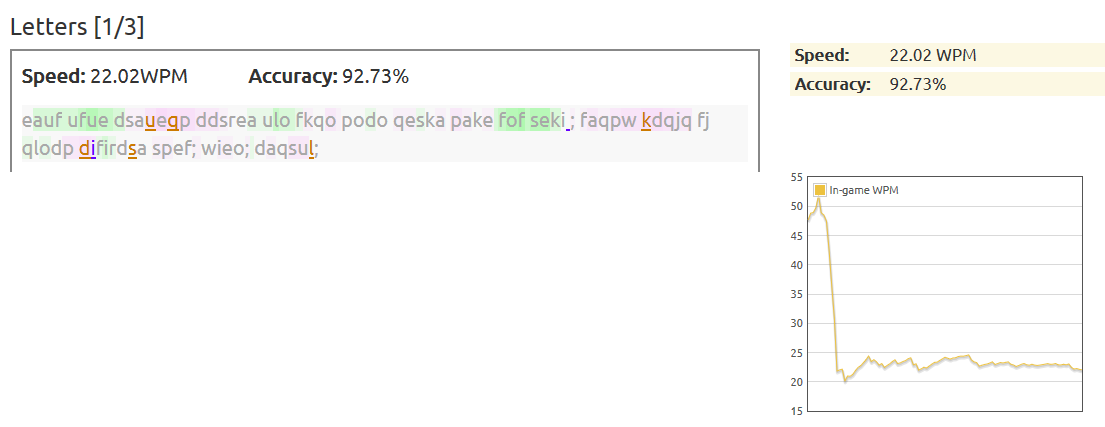 Letters [1/3]
Speed: 22.02WPM Accuracy: 92.73%
eauf ufue dsaueqp ddsrea ulo fkqo podo qeska pake fof seki ; faqpw kdqjq fj
qlodp difirdsa spef; wieo; daqsul;
Speed: 22.02 WPM
Accuracy: 92.73%
In-game WPM
55
50
45
40
35
30
25
20
15